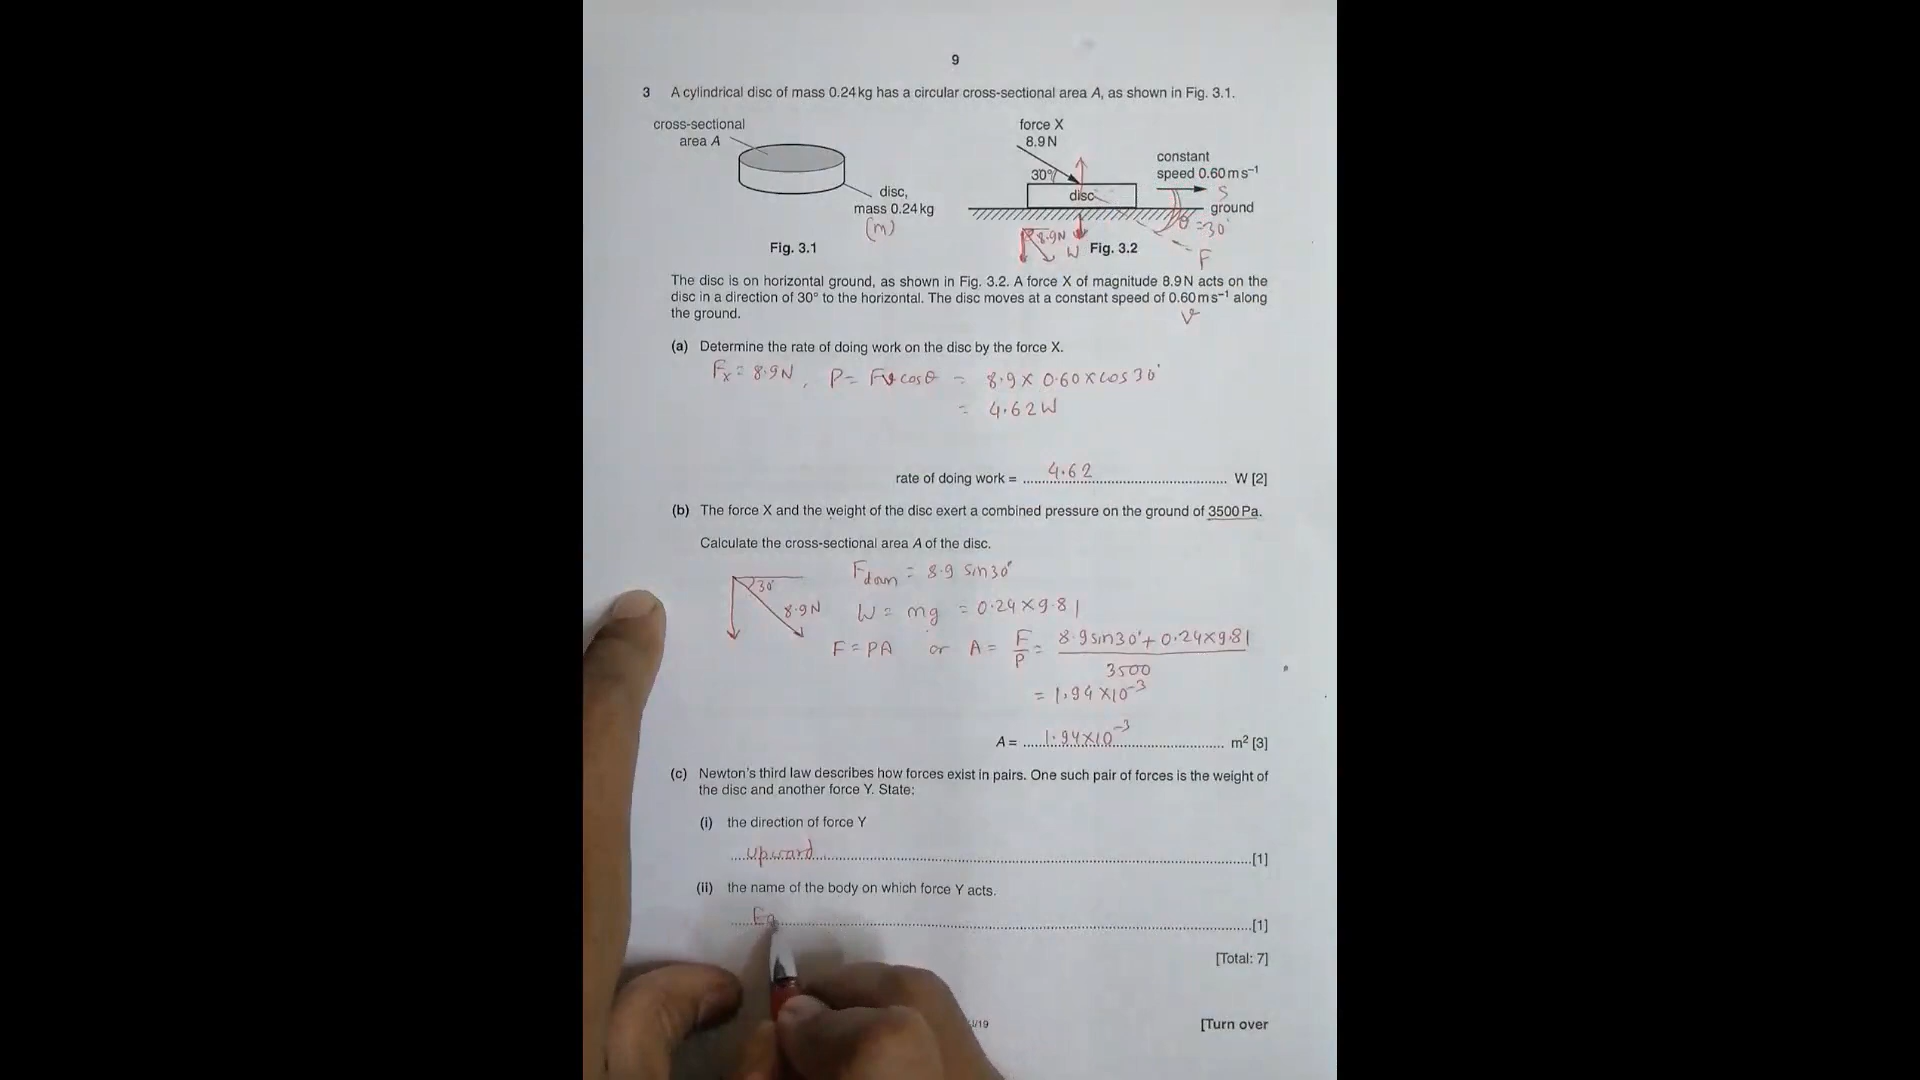 9
3 A cylindrical disc of mass 0.24 kg has a circular cross-sectional area A, as shown in Fig. 3.1.
cross-sectional
area A
disc,
mass 0.24 kg
(m)
Fig. 3.1
force X
8.9 N
30°
disc
constant
speed 0.60 m s⁻¹
S
ground
θ = 30°
8.9N
W
F
Fig. 3.2
The disc is on horizontal ground, as shown in Fig. 3.2. A force X of magnitude 8.9 N acts on the
disc in a direction of 30° to the horizontal. The disc moves at a constant speed of 0.60 m s⁻¹ along
the ground.
v
(a) Determine the rate of doing work on the disc by the force X.
Fx = 8.9N, P = Fv cosθ = 8.9 × 0.60 × cos 30°
= 4.62W
rate of doing work = 4.62 W [2]
(b) The force X and the weight of the disc exert a combined pressure on the ground of 3500 Pa.
Calculate the cross-sectional area A of the disc.
30°
8.9N
Fdown = 8.9 sin30°
W = mg = 0.24 × 9.81
F = PA or A = F/P = 8.9 sin30° + 0.24 × 9.81
3500
= 1.94 × 10⁻³
A = 1.94 × 10⁻³ m² [3]
(c) Newton's third law describes how forces exist in pairs. One such pair of forces is the weight of
the disc and another force Y. State:
(i) the direction of force Y
upward [1]
(ii) the name of the body on which force Y acts.
Ea [1]
[Total: 7]
/19
[Turn over